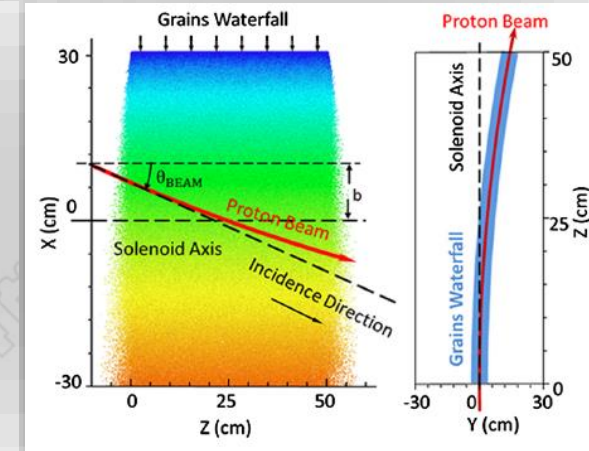 Grains Waterfall
30
0
-30
X (cm)
θBEAM
b
Proton Beam
Solenoid Axis
Incidence Direction
0
25
50
Z (cm)
Proton Beam
Solenoid Axis
Grains Waterfall
50
25
0
Z (cm)
-30
0
30
Y (cm)